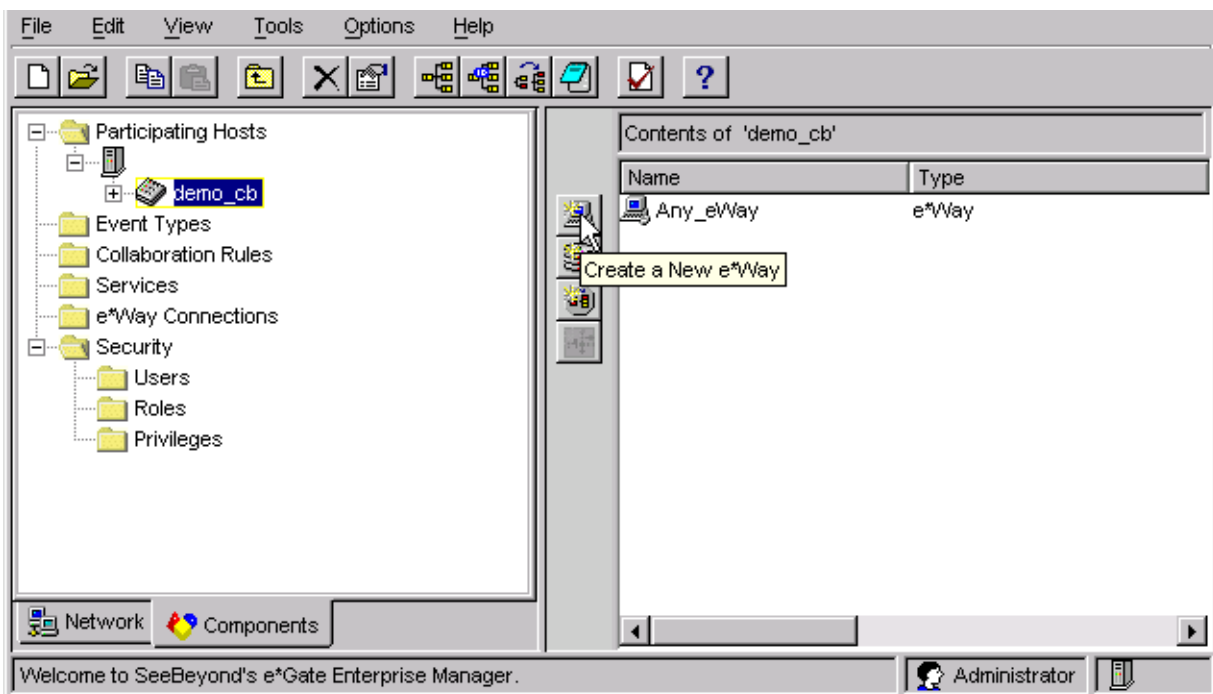 File Edit View Tools Options Help
Participating Hosts
demo_cb
Event Types
Collaboration Rules
Services
e*Way Connections
Security
Users
Roles
Privileges
Network Components
Contents of 'demo_cb'
Name Type
Any_eWay e*Way
Create a New e*Way
Welcome to SeeBeyond's e*Gate Enterprise Manager. Administrator